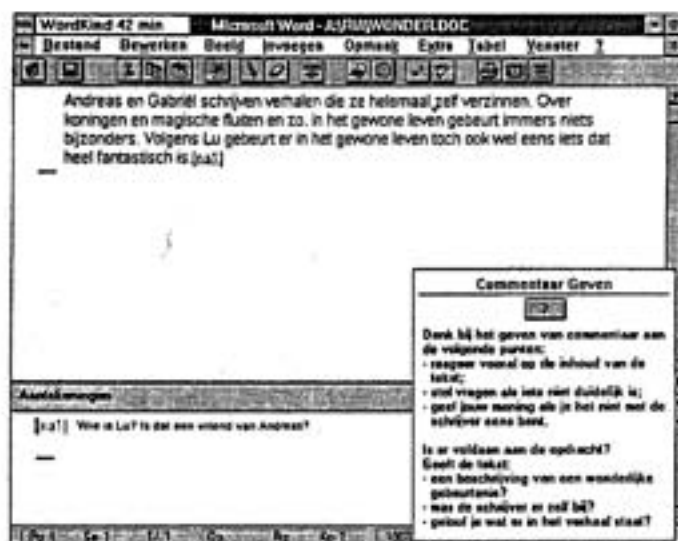 WordKind 42 min
Microsoft Word - A:\RM\WONDER.DOC
Bestand Bewerken Beeld Invoegen Opmaak Extra Tabel Venster ?
Andreas en Gabriël schrijven verhalen die ze helemaal zelf verzinnen. Over
koningen en magische fluiten en zo. In het gewone leven gebeurt immers niets
bijzonders. Volgens Lu gebeurt er in het gewone leven toch ook wel eens iets dat
heel fantastisch is.[n.a1]
Commentaar Geven
Denk bij het geven van commentaar aan
de volgende punten:
- reageer vooral op de inhoud van de
tekst;
- stel vragen als iets niet duidelijk is;
- geef jouw mening als je het niet met de
schrijver eens bent.
Is er voldaan aan de opdracht?
Geeft de tekst:
- een beschrijving van een wonderlijke
gebeurtenis?
- was de schrijver er zelf bij?
- geloof je wat er in het verhaal staat?
Aantekeningen
[n.a1] Wie is Lu? Is dat een vriend van Andreas?